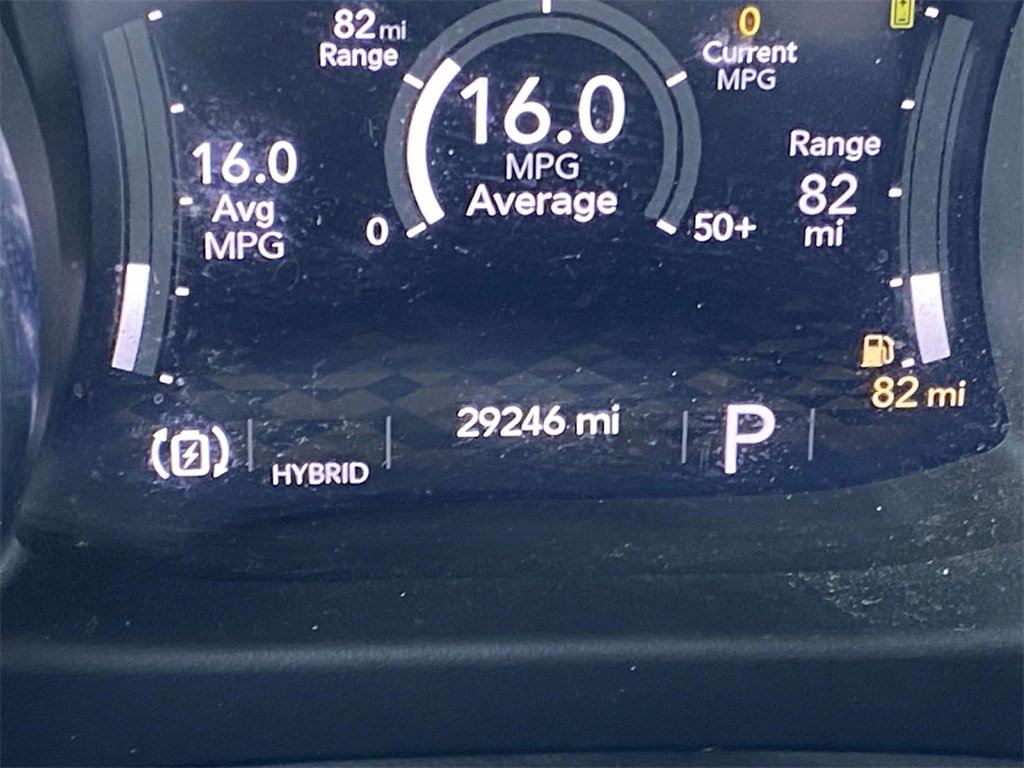 82 mi
Range
0
Current
MPG
16.0
MPG
Average
0
50+
16.0
Avg
MPG
Range
82
mi
82 mi
HYBRID
29246 mi
P